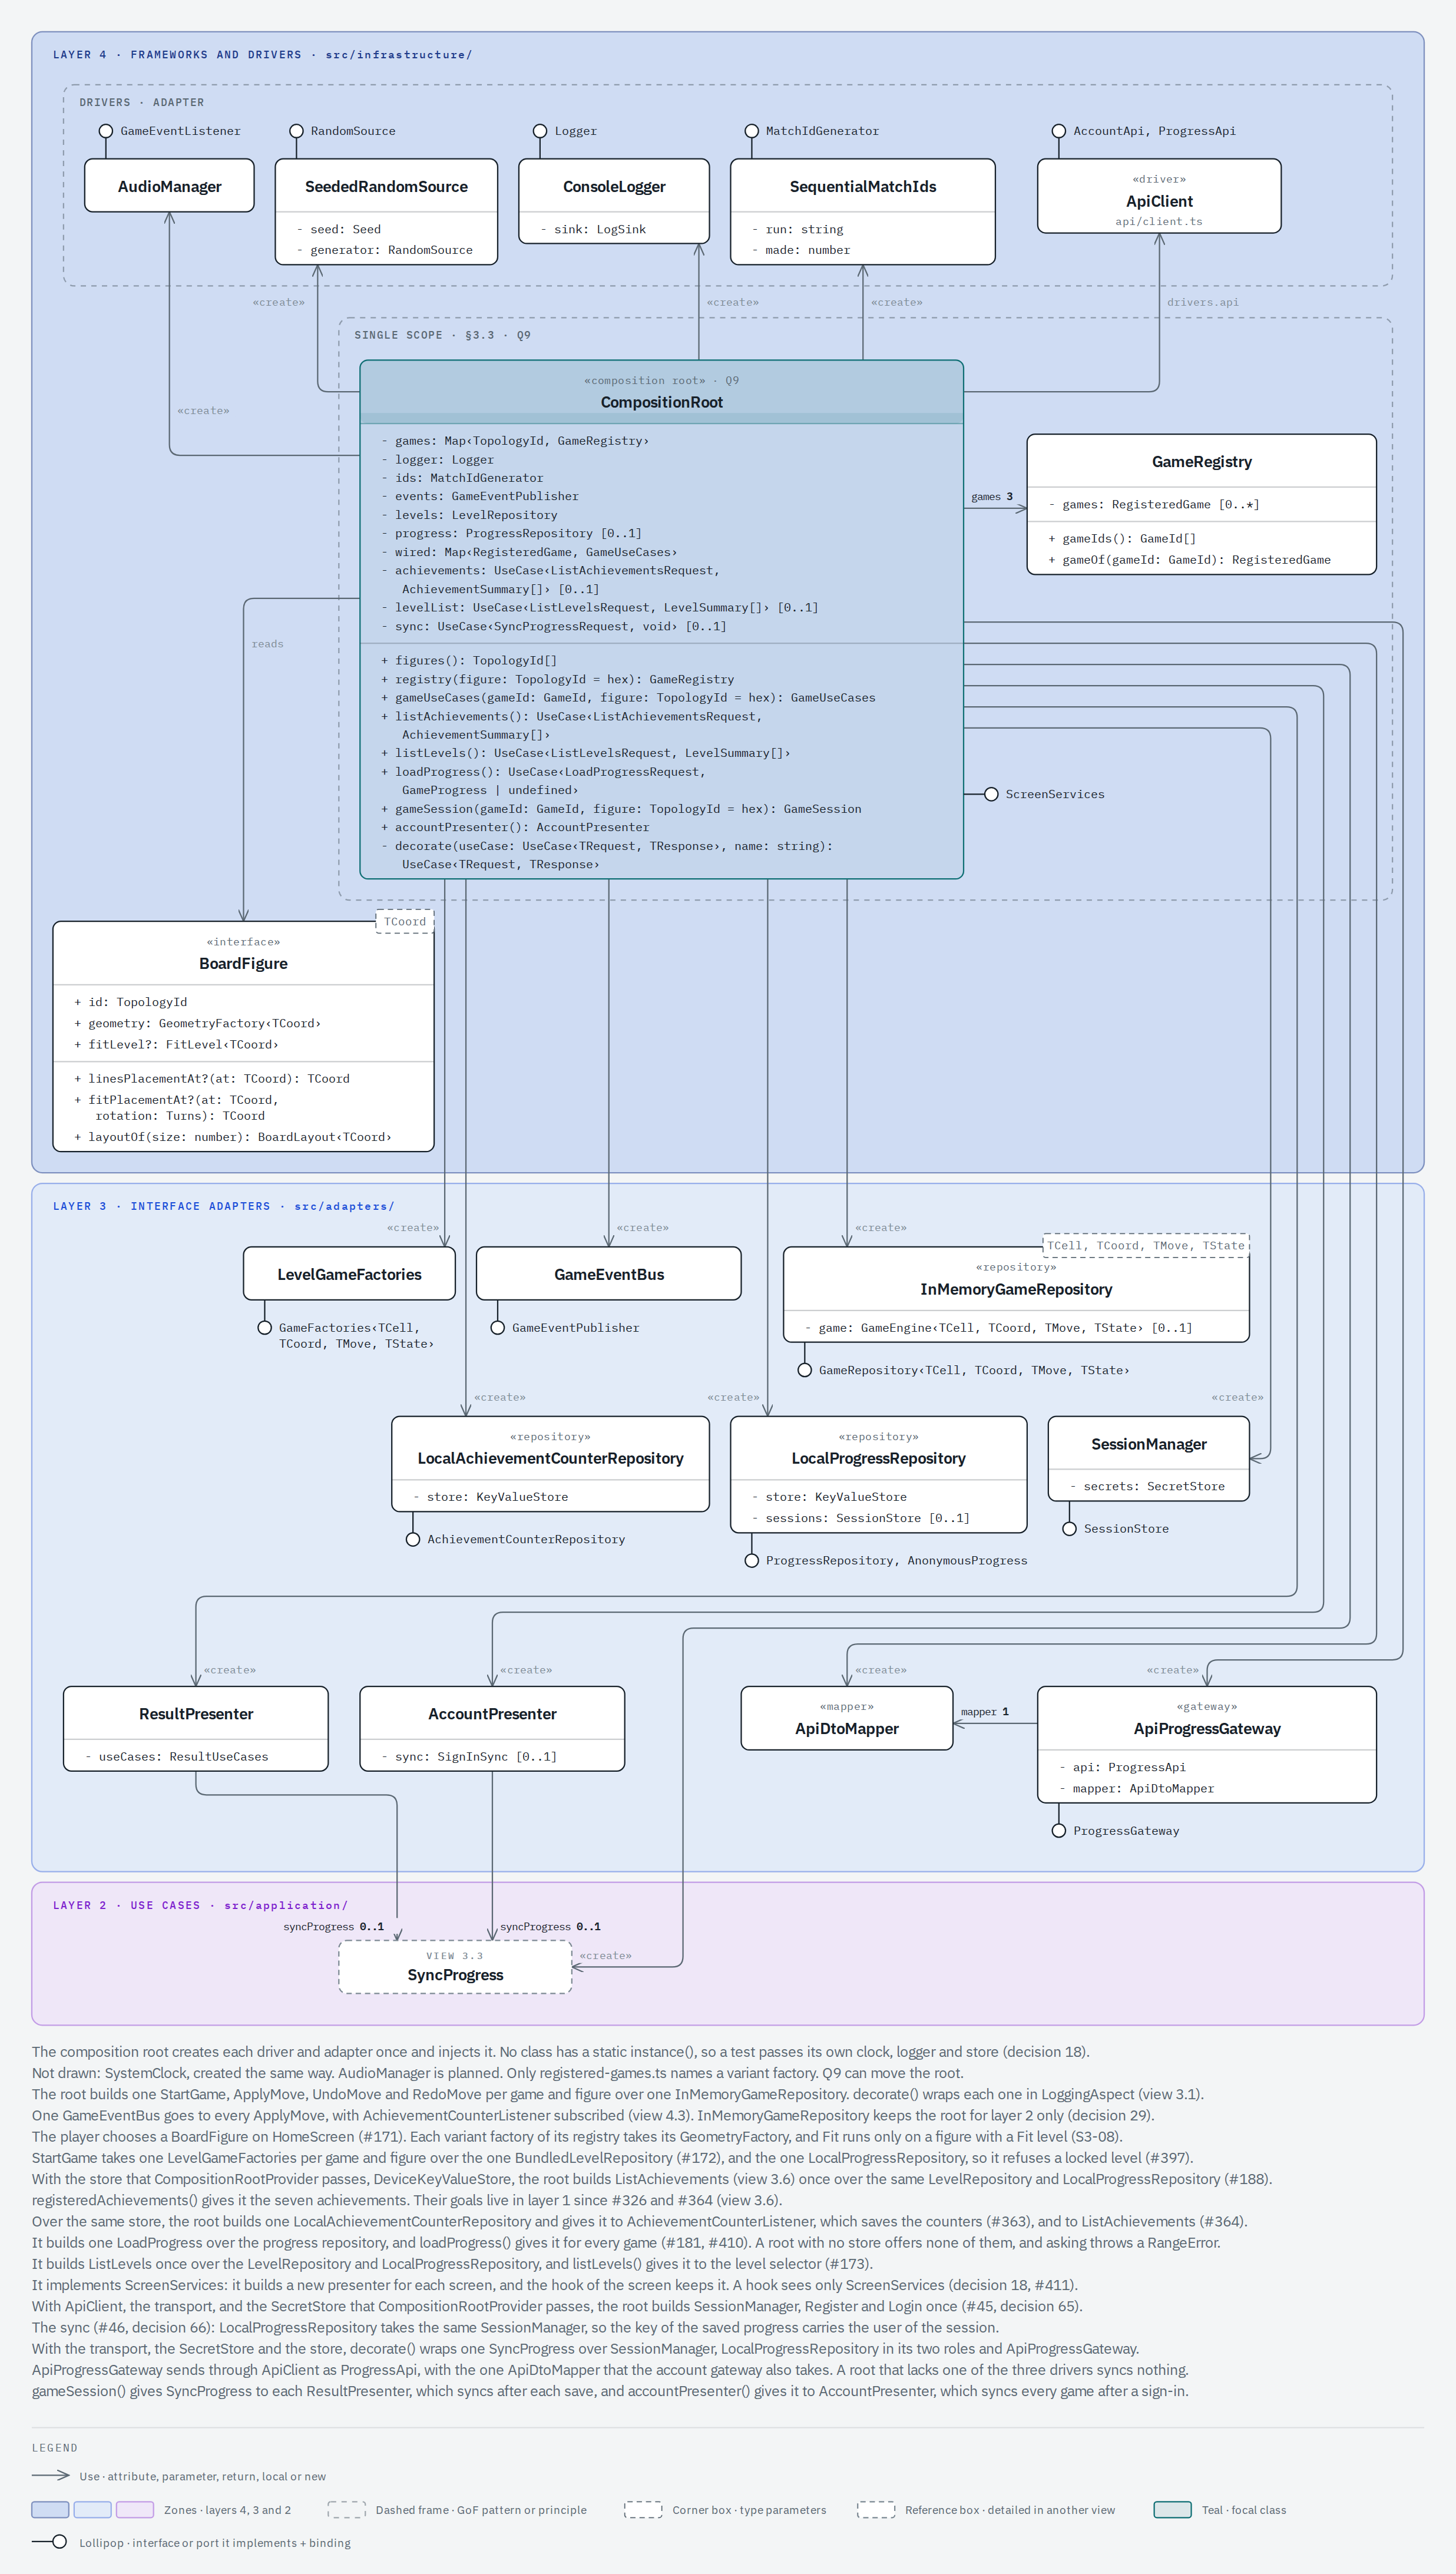 LAYER 4 · FRAMEWORKS AND DRIVERS · src/infrastructure/
DRIVERS · ADAPTER
GameEventListener
RandomSource
Logger
MatchIdGenerator
AccountApi, ProgressApi
AudioManager
SeededRandomSource
- seed: Seed
- generator: RandomSource
ConsoleLogger
- sink: LogSink
SequentialMatchIds
- run: string
- made: number
«driver»
ApiClient
api/client.ts
«create»
«create»
«create»
drivers.api
SINGLE SCOPE · §3.3 · Q9
«create»
«composition root» · Q9
CompositionRoot
- games: Map‹TopologyId, GameRegistry›
- logger: Logger
- ids: MatchIdGenerator
- events: GameEventPublisher
- levels: LevelRepository
- progress: ProgressRepository [0..1]
- wired: Map‹RegisteredGame, GameUseCases›
- achievements: UseCase‹ListAchievementsRequest,
AchievementSummary[]› [0..1]
- levelList: UseCase‹ListLevelsRequest, LevelSummary[]› [0..1]
- sync: UseCase‹SyncProgressRequest, void› [0..1]
+ figures(): TopologyId[]
+ registry(figure: TopologyId = hex): GameRegistry
+ gameUseCases(gameId: GameId, figure: TopologyId = hex): GameUseCases
+ listAchievements(): UseCase‹ListAchievementsRequest,
AchievementSummary[]›
+ listLevels(): UseCase‹ListLevelsRequest, LevelSummary[]›
+ loadProgress(): UseCase‹LoadProgressRequest,
GameProgress | undefined›
+ gameSession(gameId: GameId, figure: TopologyId = hex): GameSession
+ accountPresenter(): AccountPresenter
- decorate(useCase: UseCase‹TRequest, TResponse›, name: string):
UseCase‹TRequest, TResponse›
games 3
GameRegistry
- games: RegisteredGame [0..*]
+ gameIds(): GameId[]
+ gameOf(gameId: GameId): RegisteredGame
reads
ScreenServices
TCoord
«interface»
BoardFigure
+ id: TopologyId
+ geometry: GeometryFactory‹TCoord›
+ fitLevel?: FitLevel‹TCoord›
+ linesPlacementAt?(at: TCoord): TCoord
+ fitPlacementAt?(at: TCoord,
rotation: Turns): TCoord
+ layoutOf(size: number): BoardLayout‹TCoord›
LAYER 3 · INTERFACE ADAPTERS · src/adapters/
«create»
«create»
«create»
LevelGameFactories
GameFactories‹TCell,
TCoord, TMove, TState›
GameEventBus
GameEventPublisher
TCell, TCoord, TMove, TState
«repository»
InMemoryGameRepository
- game: GameEngine‹TCell, TCoord, TMove, TState› [0..1]
GameRepository‹TCell, TCoord, TMove, TState›
«create»
«create»
«create»
«repository»
LocalAchievementCounterRepository
- store: KeyValueStore
AchievementCounterRepository
«repository»
LocalProgressRepository
- store: KeyValueStore
- sessions: SessionStore [0..1]
ProgressRepository, AnonymousProgress
SessionManager
- secrets: SecretStore
SessionStore
«create»
«create»
«create»
«create»
ResultPresenter
- useCases: ResultUseCases
AccountPresenter
- sync: SignInSync [0..1]
«mapper»
ApiDtoMapper
mapper 1
«gateway»
ApiProgressGateway
- api: ProgressApi
- mapper: ApiDtoMapper
ProgressGateway
LAYER 2 · USE CASES · src/application/
syncProgress 0..1
syncProgress 0..1
VIEW 3.3
SyncProgress
«create»
The composition root creates each driver and adapter once and injects it. No class has a static instance(), so a test passes its own clock, logger and store (decision 18).
Not drawn: SystemClock, created the same way. AudioManager is planned. Only registered-games.ts names a variant factory. Q9 can move the root.
The root builds one StartGame, ApplyMove, UndoMove and RedoMove per game and figure over one InMemoryGameRepository. decorate() wraps each one in LoggingAspect (view 3.1).
One GameEventBus goes to every ApplyMove, with AchievementCounterListener subscribed (view 4.3). InMemoryGameRepository keeps the root for layer 2 only (decision 29).
The player chooses a BoardFigure on HomeScreen (#171). Each variant factory of its registry takes its GeometryFactory, and Fit runs only on a figure with a Fit level (S3-08).
StartGame takes one LevelGameFactories per game and figure over the one BundledLevelRepository (#172), and the one LocalProgressRepository, so it refuses a locked level (#397).
With the store that CompositionRootProvider passes, DeviceKeyValueStore, the root builds ListAchievements (view 3.6) once over the same LevelRepository and LocalProgressRepository (#188).
registeredAchievements() gives it the seven achievements. Their goals live in layer 1 since #326 and #364 (view 3.6).
Over the same store, the root builds one LocalAchievementCounterRepository and gives it to AchievementCounterListener, which saves the counters (#363), and to ListAchievements (#364).
It builds one LoadProgress over the progress repository, and loadProgress() gives it for every game (#181, #410). A root with no store offers none of them, and asking throws a RangeError.
It builds ListLevels once over the LevelRepository and LocalProgressRepository, and listLevels() gives it to the level selector (#173).
It implements ScreenServices: it builds a new presenter for each screen, and the hook of the screen keeps it. A hook sees only ScreenServices (decision 18, #411).
With ApiClient, the transport, and the SecretStore that CompositionRootProvider passes, the root builds SessionManager, Register and Login once (#45, decision 65).
The sync (#46, decision 66): LocalProgressRepository takes the same SessionManager, so the key of the saved progress carries the user of the session.
With the transport, the SecretStore and the store, decorate() wraps one SyncProgress over SessionManager, LocalProgressRepository in its two roles and ApiProgressGateway.
ApiProgressGateway sends through ApiClient as ProgressApi, with the one ApiDtoMapper that the account gateway also takes. A root that lacks one of the three drivers syncs nothing.
gameSession() gives SyncProgress to each ResultPresenter, which syncs after each save, and accountPresenter() gives it to AccountPresenter, which syncs every game after a sign-in.
LEGEND
Use · attribute, parameter, return, local or new
Zones · layers 4, 3 and 2
Dashed frame · GoF pattern or principle
Corner box · type parameters
Reference box · detailed in another view
Teal · focal class
Lollipop · interface or port it implements + binding